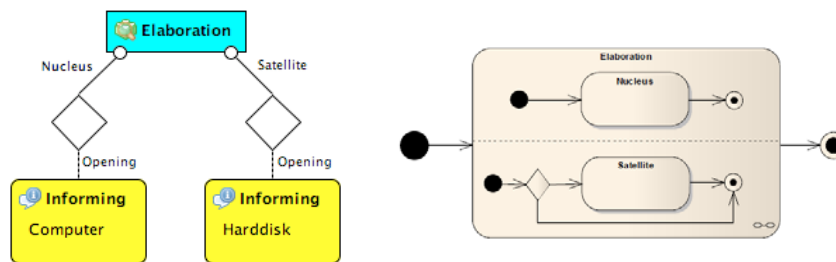 Elaboration
Nucleus
Satellite
Opening
Opening
Informing
Computer
Informing
Harddisk
Elaboration
Nucleus
Satellite